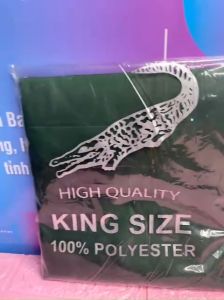 HIGH QUALITY
KING SIZE
100% POLYESTER